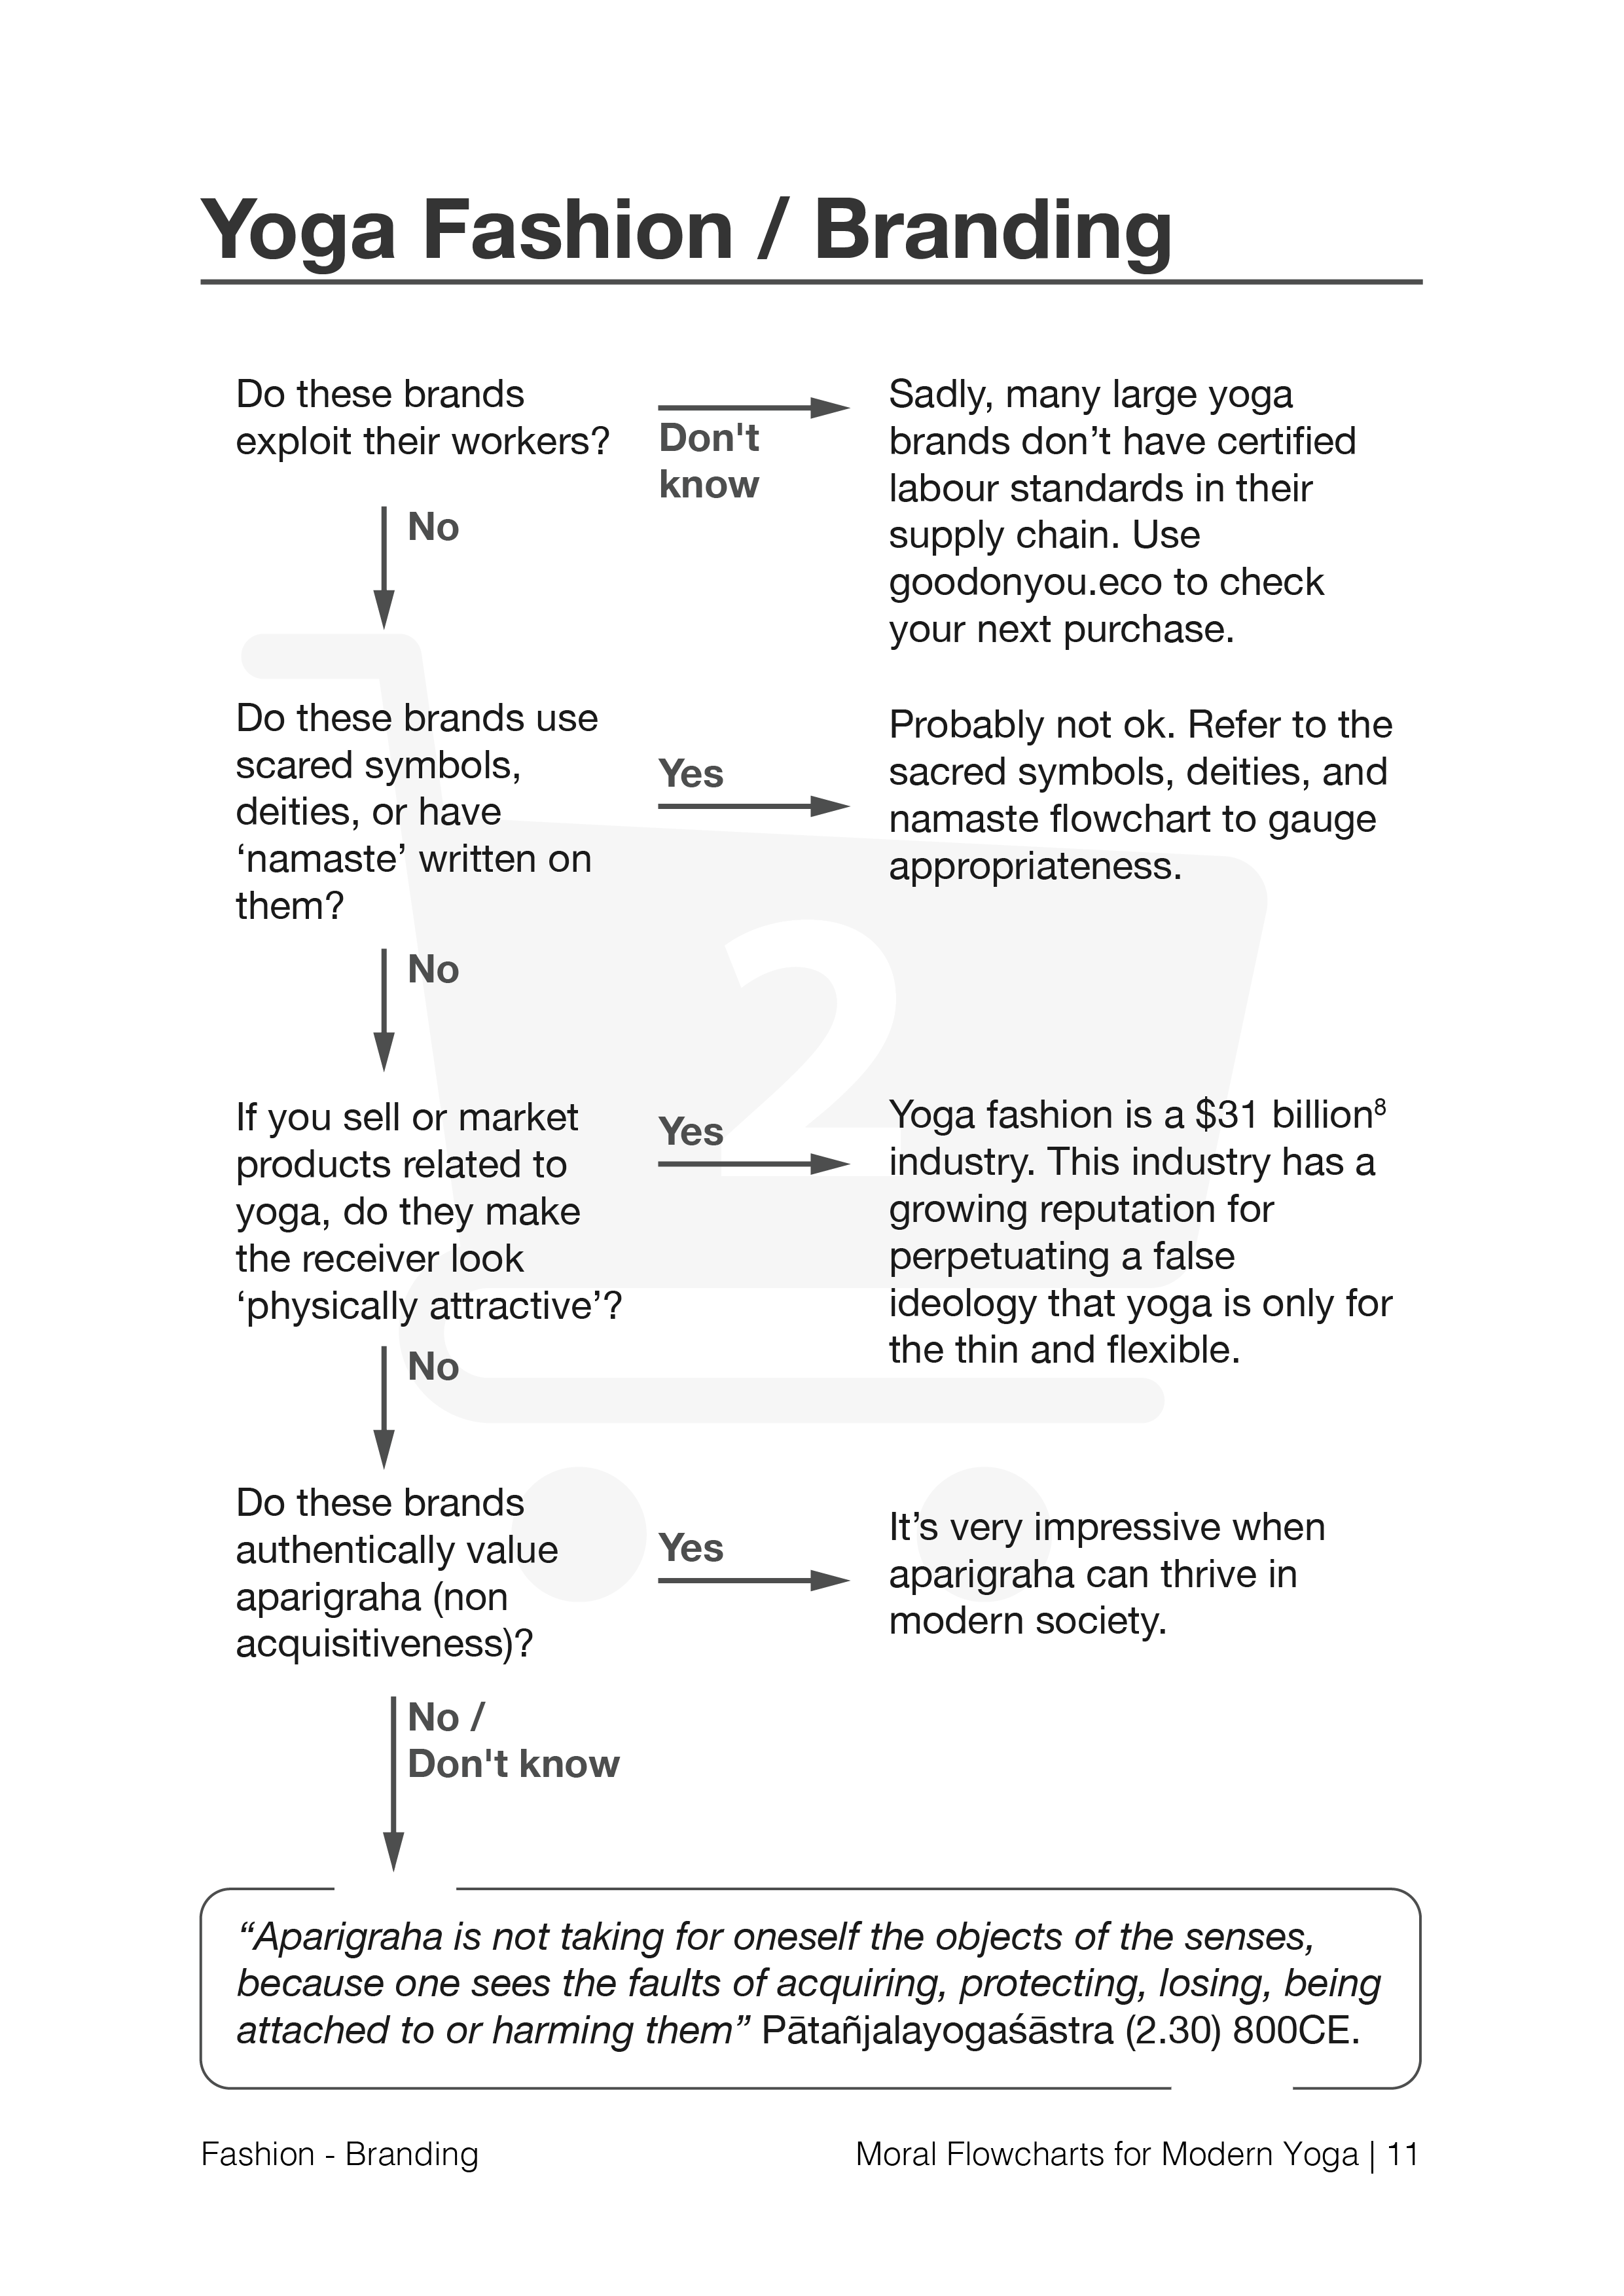 Yoga Fashion / Branding
Do these brands
exploit their workers?
Don't
know
Sadly, many large yoga
brands don’t have certified
labour standards in their
supply chain. Use
goodonyou.eco to check
your next purchase.
No
Do these brands use
scared symbols,
deities, or have
‘namaste’ written on
them?
Yes
Probably not ok. Refer to the
sacred symbols, deities, and
namaste flowchart to gauge
appropriateness.
2
No
If you sell or market
products related to
yoga, do they make
the receiver look
‘physically attractive’?
Yes
Yoga fashion is a $31 billion⁸
industry. This industry has a
growing reputation for
perpetuating a false
ideology that yoga is only for
the thin and flexible.
No
Do these brands
authentically value
aparigraha (non
acquisitiveness)?
Yes
It’s very impressive when
aparigraha can thrive in
modern society.
No /
Don't know
“Aparigraha is not taking for oneself the objects of the senses,
because one sees the faults of acquiring, protecting, losing, being
attached to or harming them” Pātañjalayogaśāstra (2.30) 800CE.
Fashion - Branding
Moral Flowcharts for Modern Yoga | 11